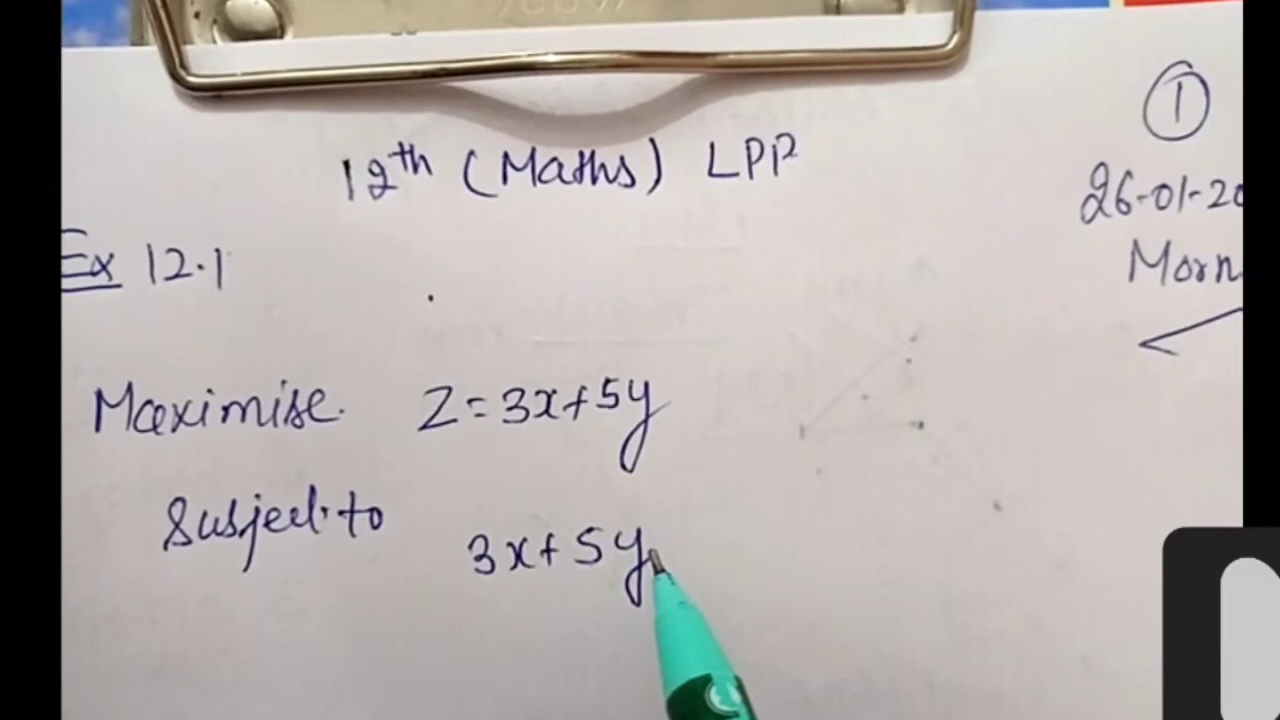 1
12th (Maths) LPP
26-01-20
Morn
Ex 12.1
Maximise. Z=3x+5y
Subject to
3x+5y